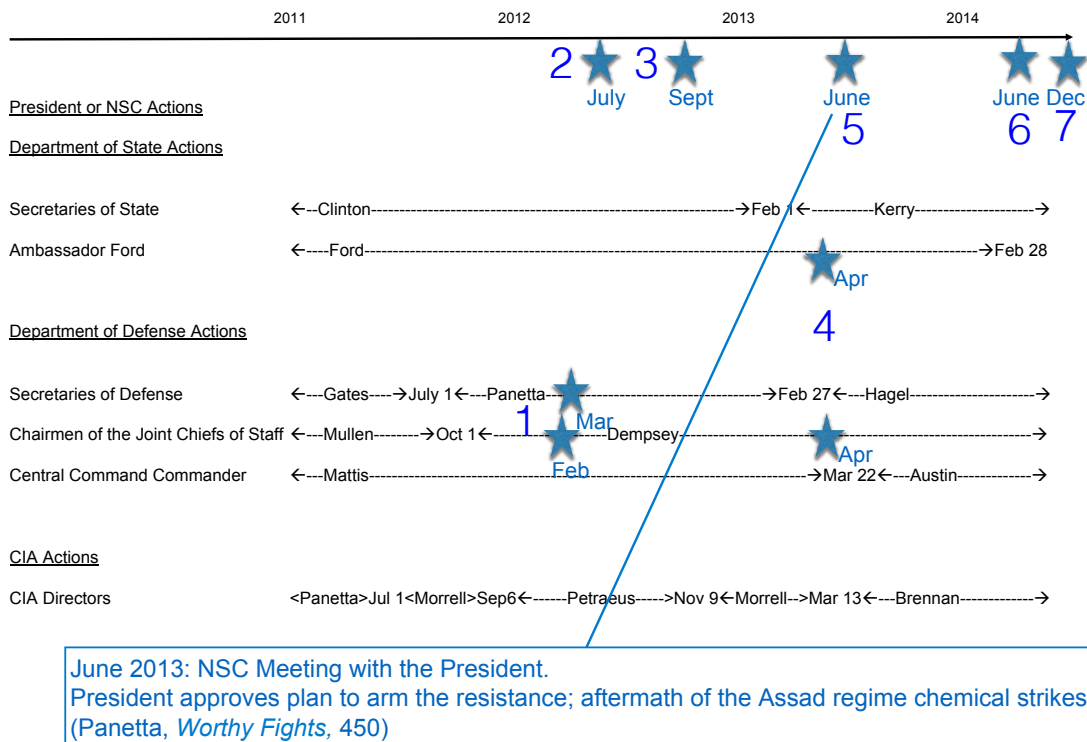 2011 2012 2013 2014
2 3
July Sept June June Dec
President or NSC Actions
5 6 7
Department of State Actions
Secretaries of State ←--Clinton------------------------------------------------------------------→Feb 1←-----------Kerry---------------------→
Ambassador Ford ←---Ford-----------------------------------------------------------------------------------------------------------→Feb 28
Apr
Department of Defense Actions
4
Secretaries of Defense ←---Gates----→July 1←---Panetta---------------------------------------→Feb 27←---Hagel------------------------→
1 Mar
Chairmen of the Joint Chiefs of Staff ←---Mullen------→Oct 1←---------------------Dempsey-----------------------------------------------------------→
Feb Apr
Central Command Commander ←---Mattis-------------------------------------------------------------------------------→Mar 22←---Austin--------------→
CIA Actions
CIA Directors <Panetta>Jul 1<Morrell>Sep6←------Petraeus----->Nov 9←Morrell-->Mar 13←---Brennan-------------→
June 2013: NSC Meeting with the President.
President approves plan to arm the resistance; aftermath of the Assad regime chemical strikes
(Panetta, Worthy Fights, 450)